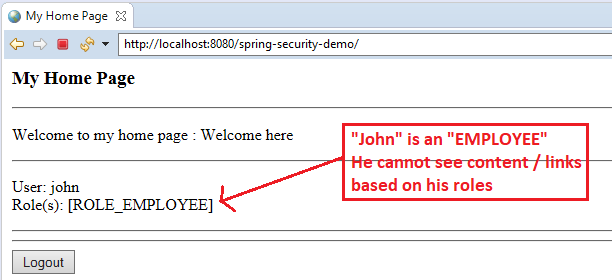 My Home Page
http://localhost:8080/spring-security-demo/
My Home Page
Welcome to my home page : Welcome here
"John" is an "EMPLOYEE"
He cannot see content / links
based on his roles
User: john
Role(s): [ROLE_EMPLOYEE]
Logout